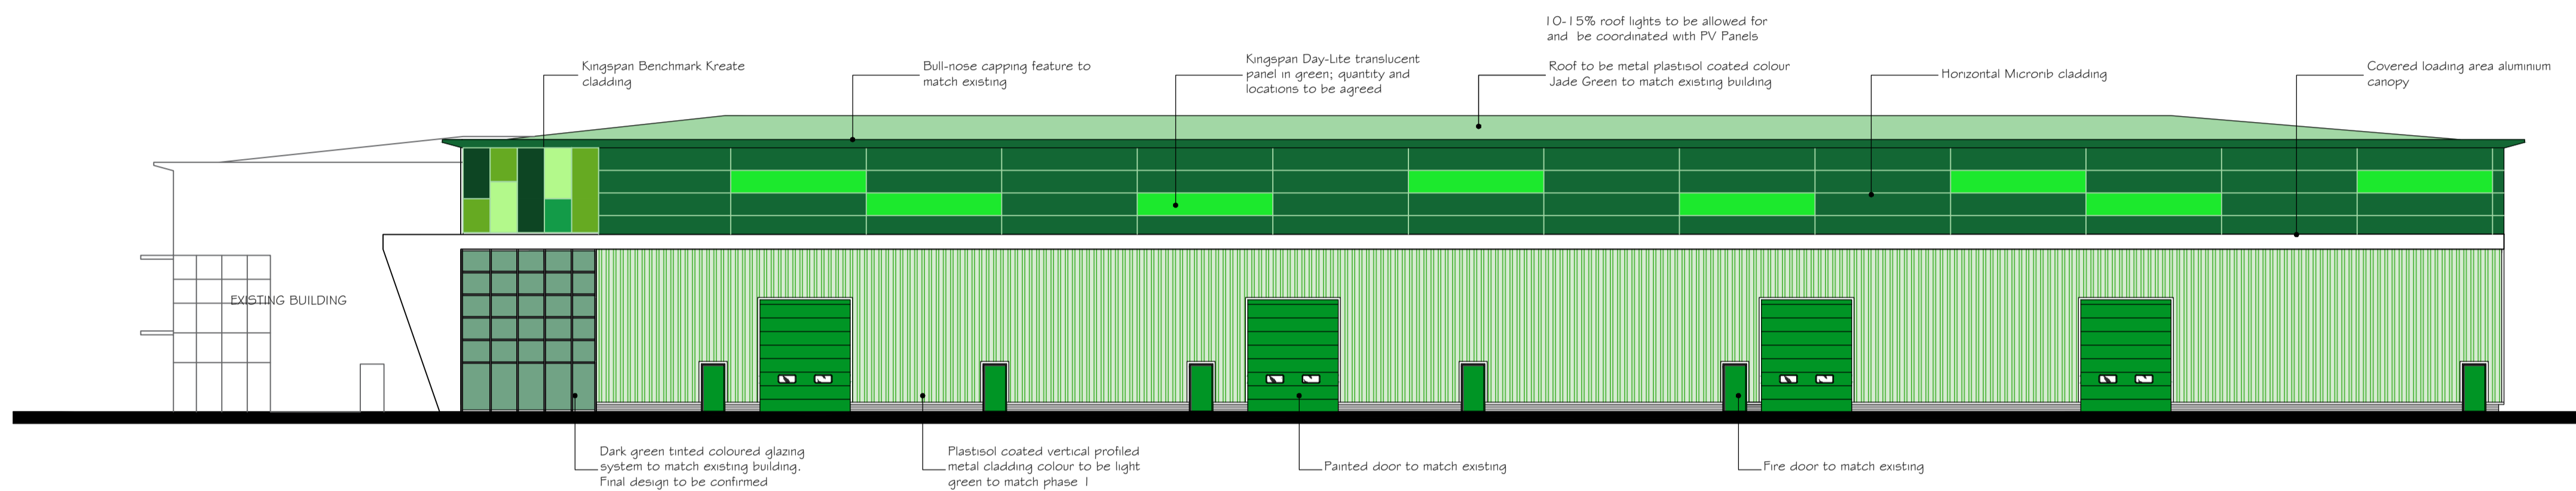 10-15% roof lights to be allowed for
and be coordinated with PV Panels
Kingspan Benchmark Kreate
cladding
Bull-nose capping feature to
match existing
Kingspan Day-Lite translucent
panel in green; quantity and
locations to be agreed
Roof to be metal plastisol coated colour
Jade Green to match existing building
Horizontal Microrib cladding
Covered loading area aluminium
canopy
EXISTING BUILDING
Dark green tinted coloured glazing
system to match existing building.
Final design to be confirmed
Plastisol coated vertical profiled
metal cladding colour to be light
green to match phase 1
Painted door to match existing
Fire door to match existing